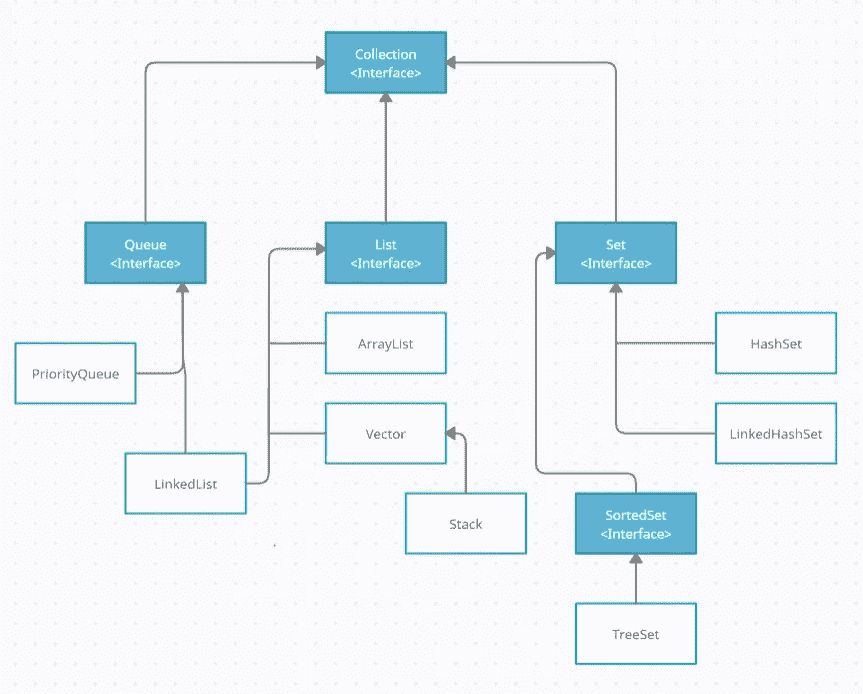 Collection
<Interface>
Queue
<Interface>
List
<Interface>
Set
<Interface>
ArrayList
HashSet
PriorityQueue
Vector
LinkedHashSet
LinkedList
Stack
SortedSet
<Interface>
TreeSet